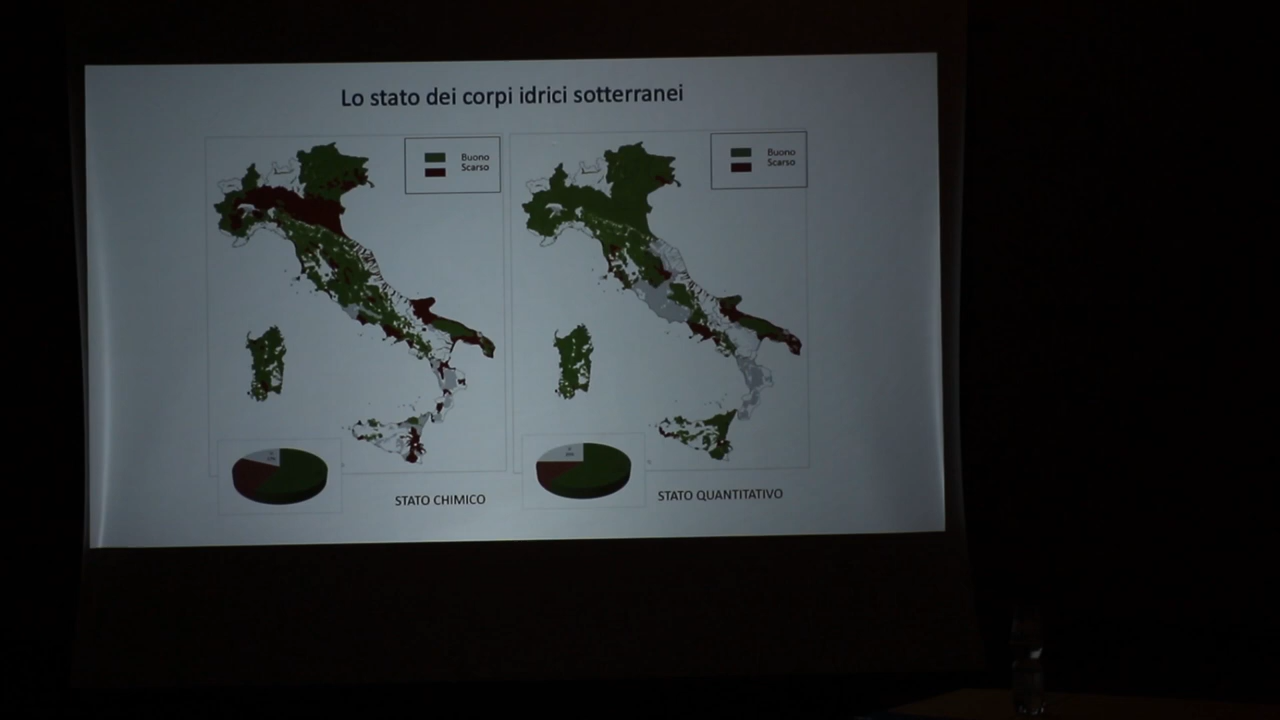 Lo stato dei corpi idrici sotterranei
Buono
Scarso
Buono
Scarso
STATO CHIMICO
STATO QUANTITATIVO